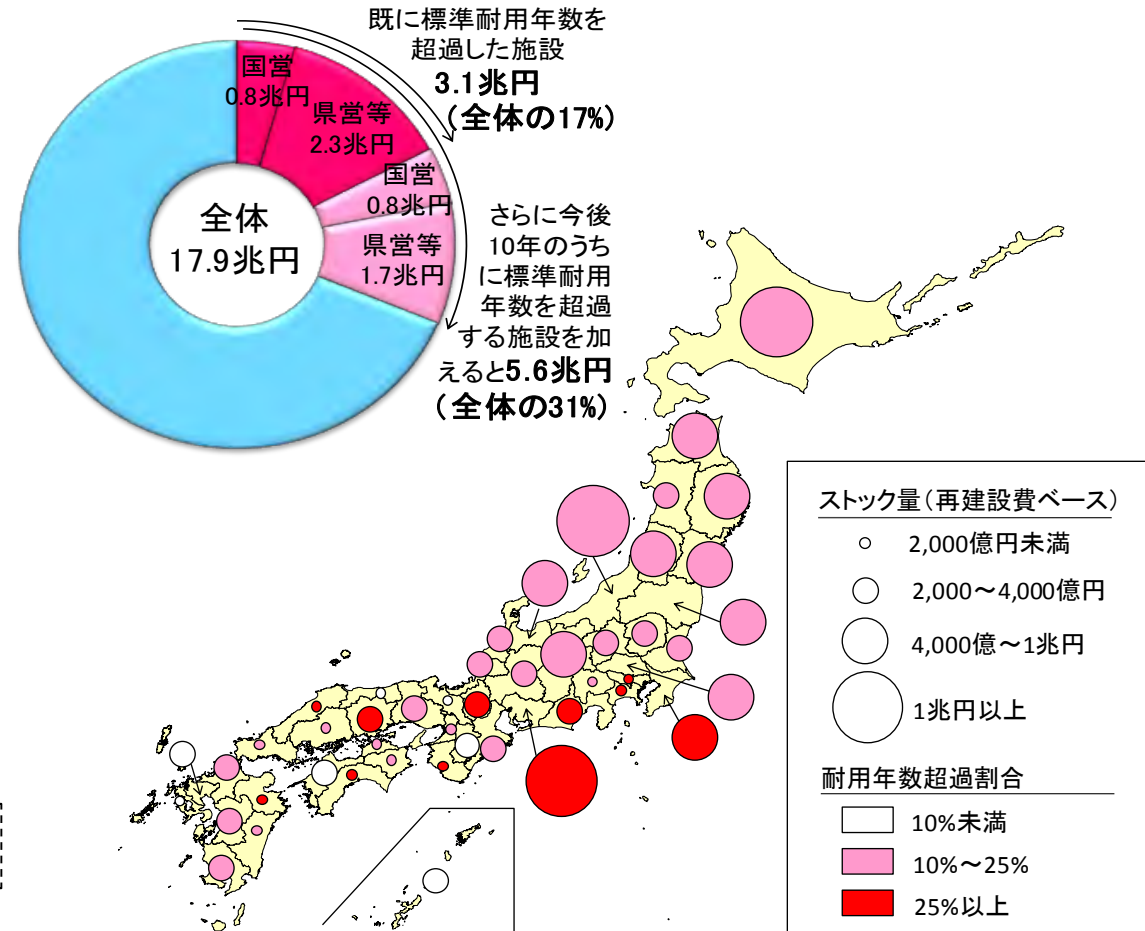 既に標準耐用年数を
超過した施設
3.1兆円
(全体の17%)
国営
0.8兆円
県営等
2.3兆円
国営
0.8兆円
県営等
1.7兆円
全体
17.9兆円
さらに今後
10年のうち
に標準耐用
年数を超過
する施設を加
えると5.6兆円
(全体の31%)
ストック量(再建設費ベース)
2,000億円未満
2,000～4,000億円
4,000億～1兆円
1兆円以上
耐用年数超過割合
10%未満
10%～25%
25%以上